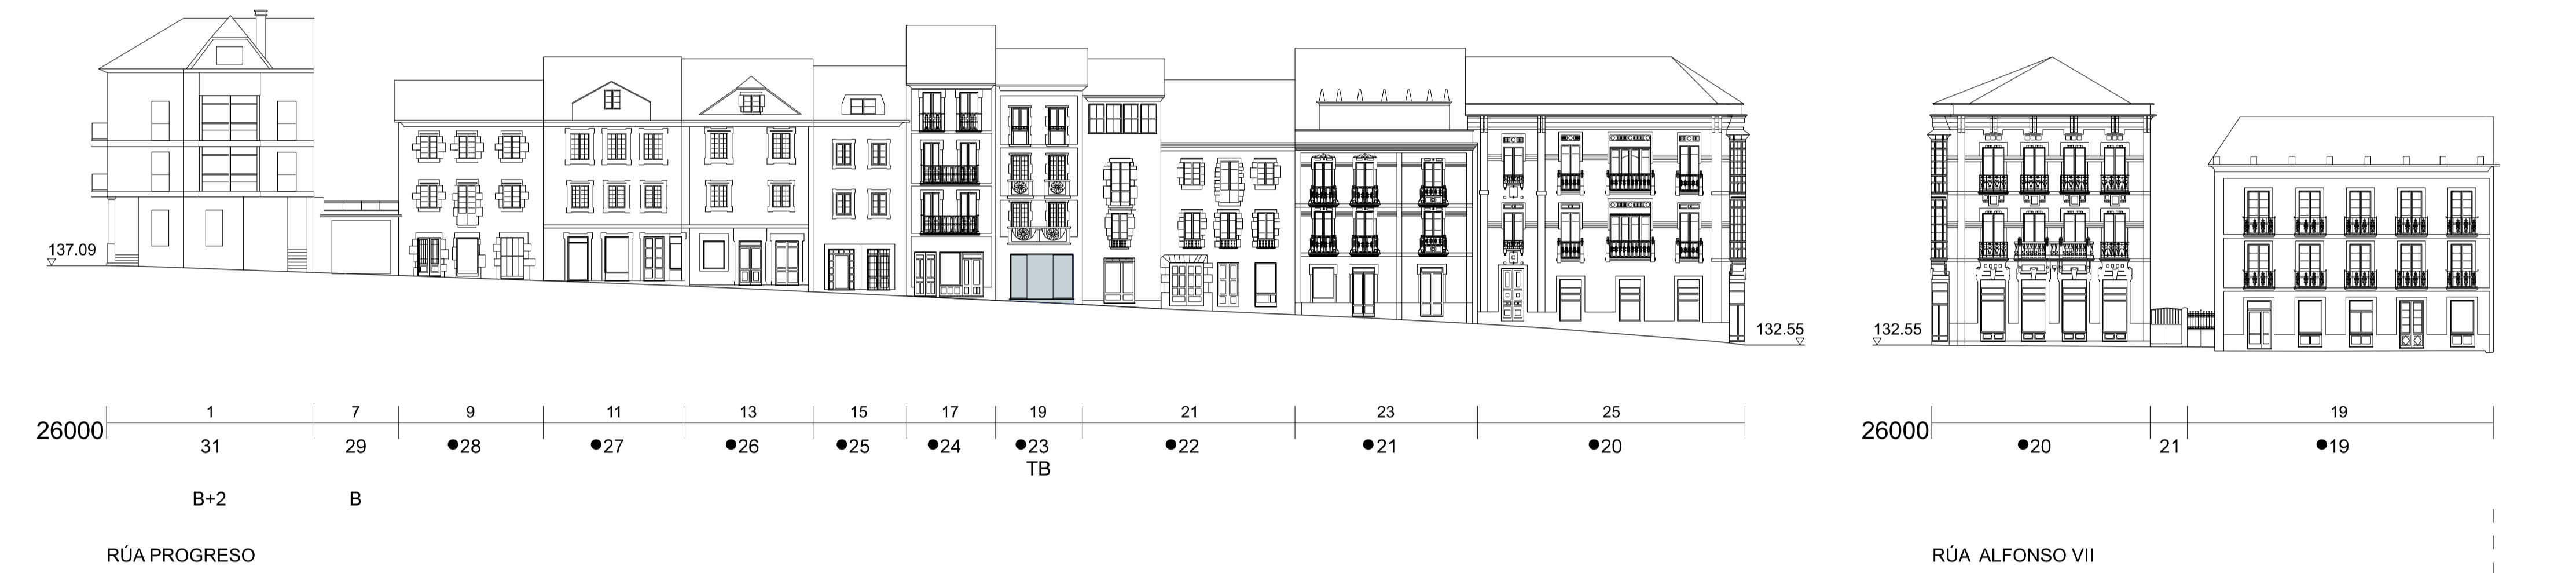 137.09
132.55
132.55
1 7 9 11 13 15 17 19 21 23 25
19
26000
26000
31 29 ●28 ●27 ●26 ●25 ●24 ●23 ●22 ●21 ●20
●20 21 ●19
TB
B+2 B
RÚA PROGRESO
RÚA ALFONSO VII